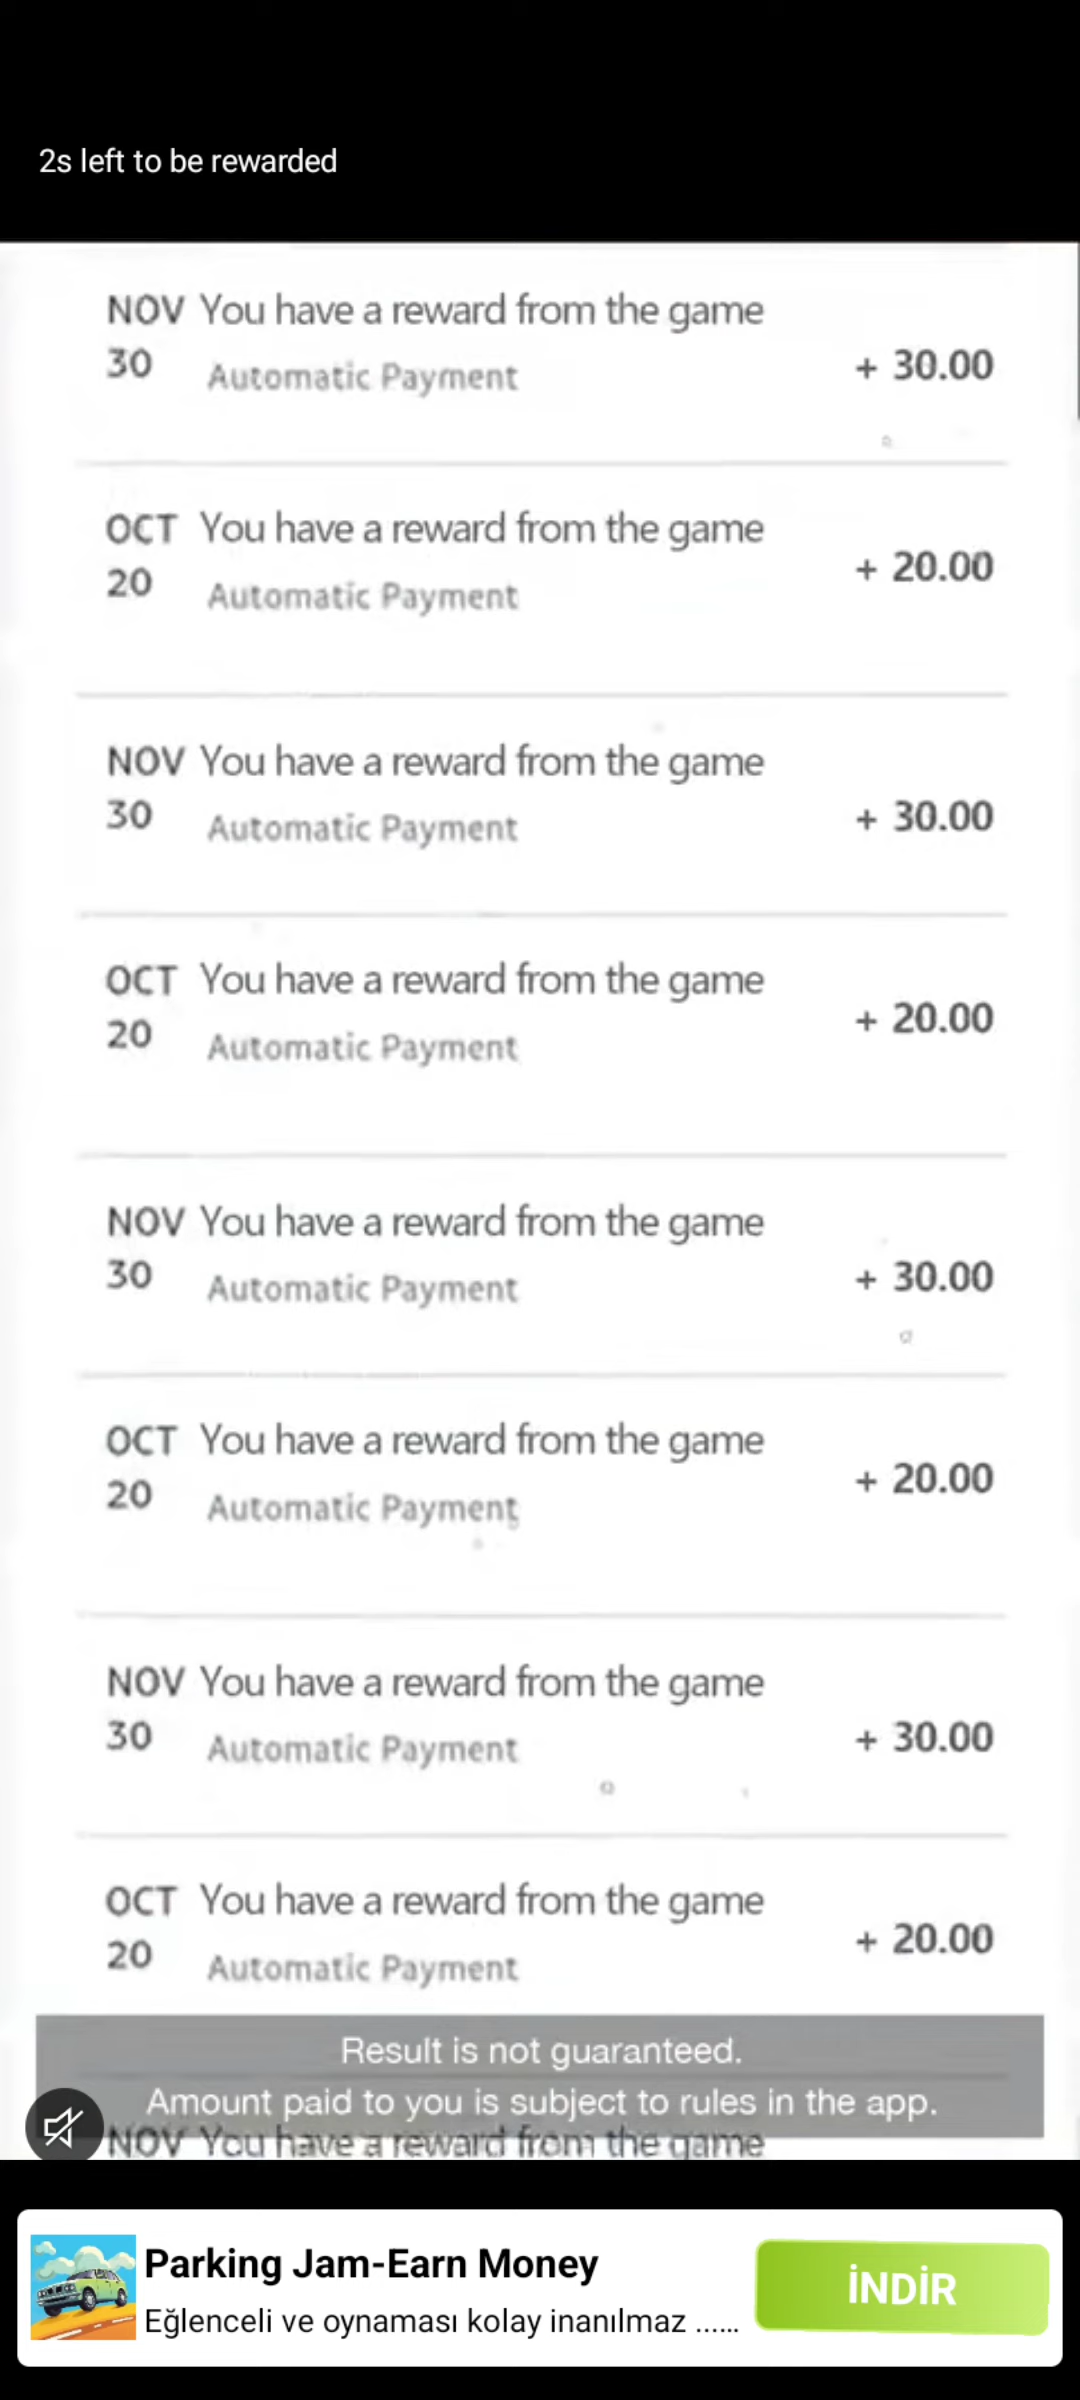 2s left to be rewarded
NOV You have a reward from the game
30 Automatic Payment + 30.00
OCT You have a reward from the game
20 Automatic Payment + 20.00
NOV You have a reward from the game
30 Automatic Payment + 30.00
OCT You have a reward from the game
20 Automatic Payment + 20.00
NOV You have a reward from the game
30 Automatic Payment + 30.00
OCT You have a reward from the game
20 Automatic Payment + 20.00
NOV You have a reward from the game
30 Automatic Payment + 30.00
OCT You have a reward from the game
20 Automatic Payment + 20.00
Result is not guaranteed.
Amount paid to you is subject to rules in the app.
NOV You have a reward from the game
Parking Jam-Earn Money
Eğlenceli ve oynaması kolay inanılmaz ......
İNDİR